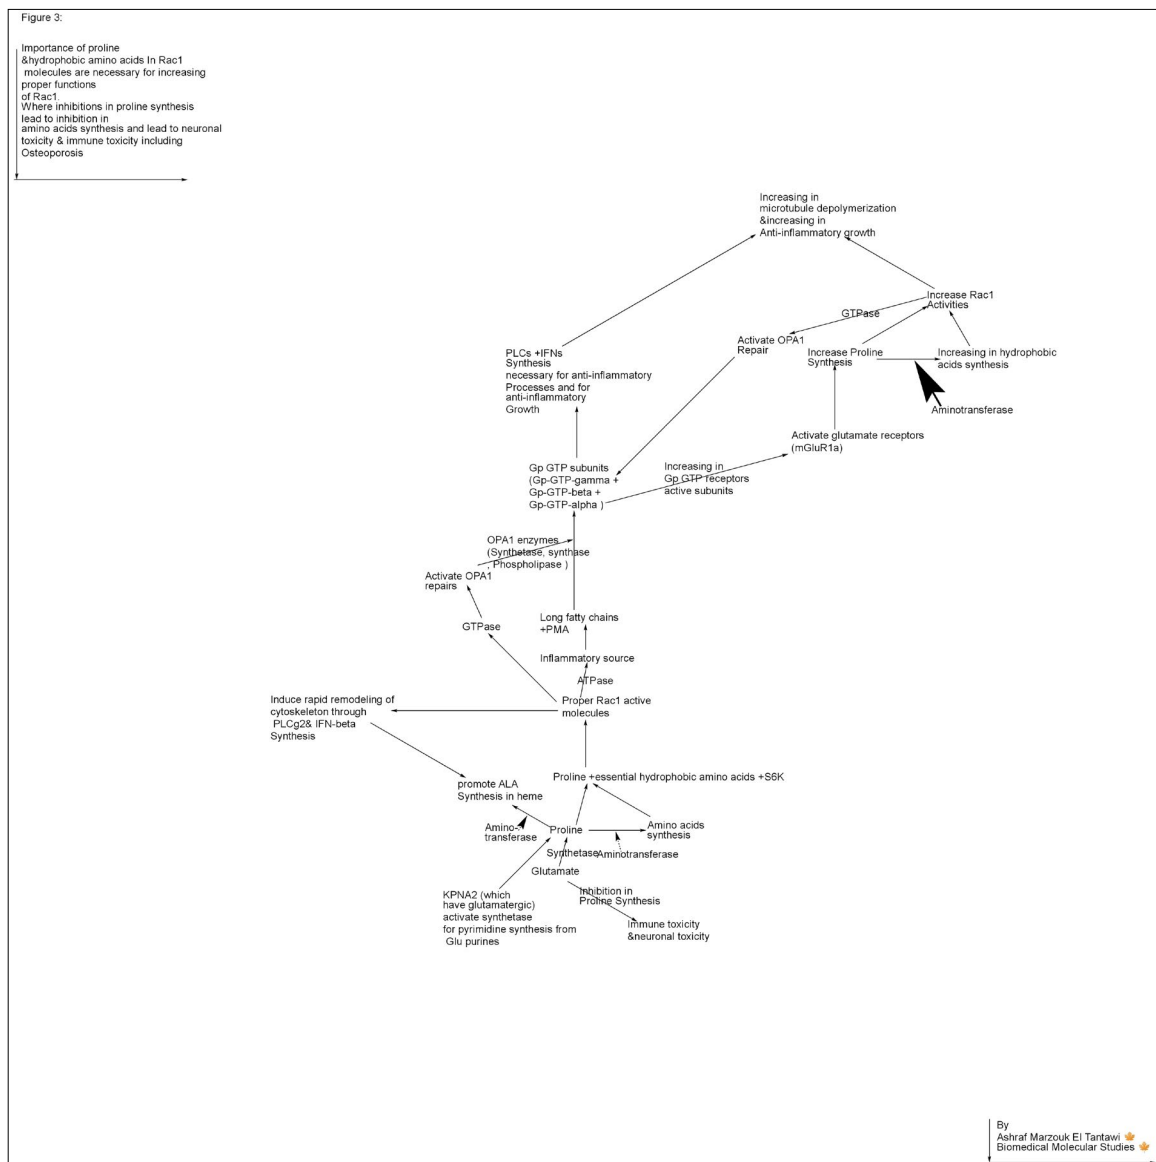 Figure 3:
Importance of proline
&hydrophobic amino acids In Rac1
molecules are necessary for increasing
proper functions
of Rac1.
Where inhibitions in proline synthesis
lead to inhibition in
amino acids synthesis and lead to neuronal
toxicity & immune toxicity including
Osteoporosis
Increasing in
microtubule depolymerization
&increasing in
Anti-inflammatory growth
Increase Rac1
Activities
GTPase
Activate OPA1
Repair
Increase Proline
Synthesis
Increasing in hydrophobic
acids synthesis
Aminotransferase
PLCs +IFNs
Synthesis
necessary for anti-inflammatory
Processes and for
anti-inflammatory
Growth
Activate glutamate receptors
(mGluR1a)
Gp GTP subunits
(Gp-GTP-gamma +
Gp-GTP-beta +
Gp-GTP-alpha )
Increasing in
Gp GTP receptors
active subunits
OPA1 enzymes
(Synthetase, synthase
, Phospholipase )
Activate OPA1
repairs
GTPase
Long fatty chains
+PMA
Inflammatory source
ATPase
Proper Rac1 active
molecules
Induce rapid remodeling of
cytoskeleton through
PLCg2& IFN-beta
Synthesis
Proline +essential hydrophobic amino acids +S6K
promote ALA
Synthesis in heme
Amino-
transferase
Proline
Amino acids
synthesis
Synthetase
Aminotransferase
Glutamate
Inhibition in
Proline Synthesis
KPNA2 (which
have glutamatergic)
activate synthetase
for pyrimidine synthesis from
Glu purines
Immune toxicity
&neuronal toxicity
By
Ashraf Marzouk El Tantawi
Biomedical Molecular Studies